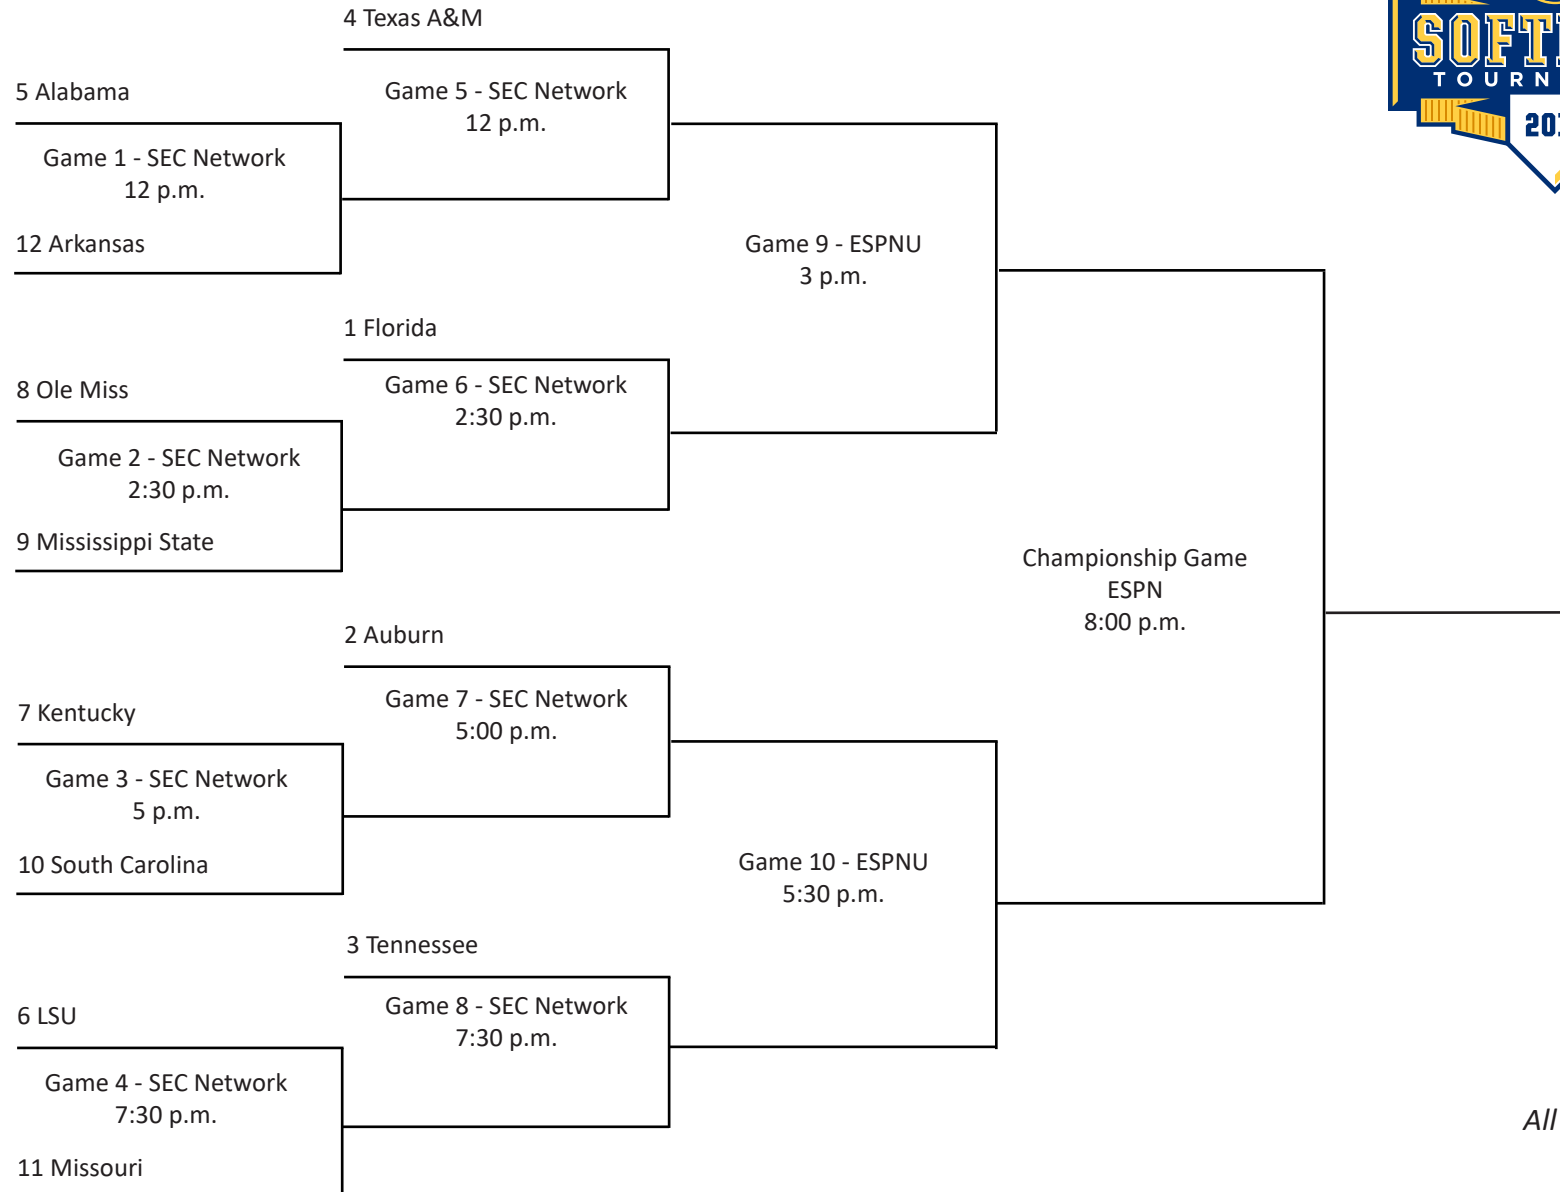 4 Texas A&M
5 Alabama
Game 5 - SEC Network
12 p.m.
Game 1 - SEC Network
12 p.m.
12 Arkansas
Game 9 - ESPNU
3 p.m.
1 Florida
8 Ole Miss
Game 6 - SEC Network
2:30 p.m.
Game 2 - SEC Network
2:30 p.m.
9 Mississippi State
Championship Game
ESPN
8:00 p.m.
2 Auburn
7 Kentucky
Game 7 - SEC Network
5:00 p.m.
Game 3 - SEC Network
5 p.m.
10 South Carolina
Game 10 - ESPNU
5:30 p.m.
3 Tennessee
6 LSU
Game 8 - SEC Network
7:30 p.m.
Game 4 - SEC Network
7:30 p.m.
11 Missouri
All